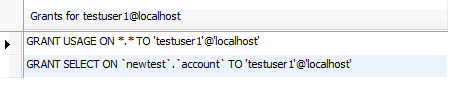 Grants for testuser1@localhost
GRANT USAGE ON *.* TO 'testuser1'@'localhost'
GRANT SELECT ON `newtest`.`account` TO 'testuser1'@'localhost'